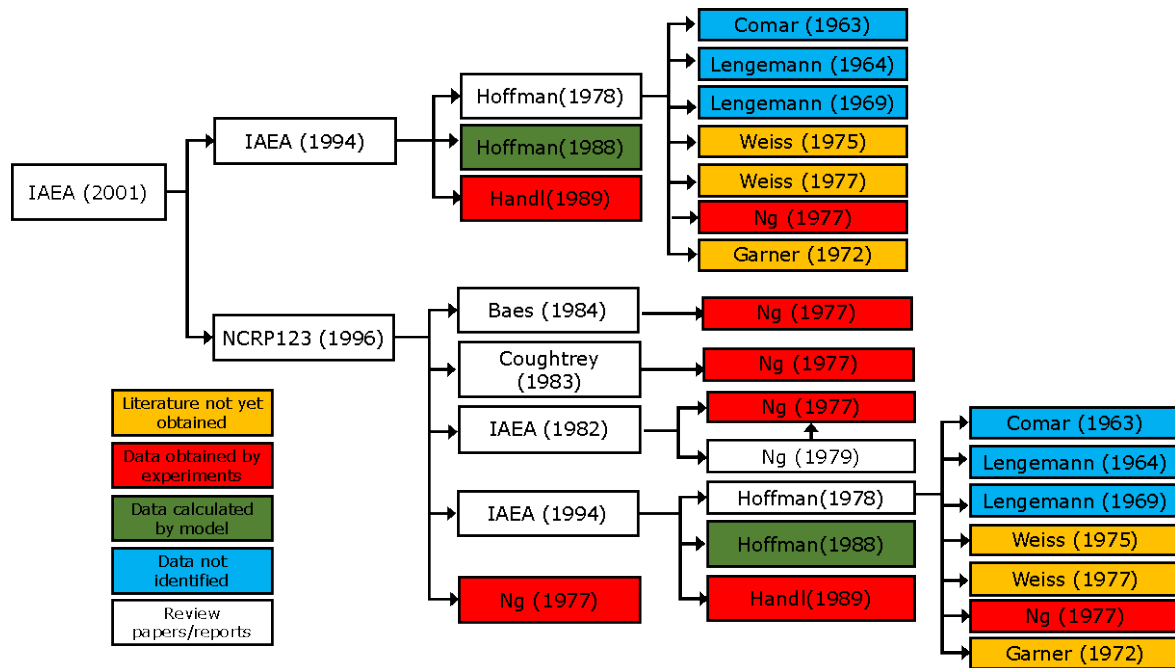 Comar (1963)
Lengemann (1964)
Hoffman(1978)
Lengemann (1969)
IAEA (1994)
Hoffman(1988)
Weiss (1975)
IAEA (2001)
Weiss (1977)
Handl(1989)
Ng (1977)
Garner (1972)
Baes (1984)
Ng (1977)
NCRP123 (1996)
Coughtrey
(1983)
Ng (1977)
Literature not yet
obtained
IAEA (1982)
Ng (1977)
Ng (1979)
Comar (1963)
Data obtained by
experiments
Lengemann (1964)
Hoffman(1978)
Lengemann (1969)
Data calculated
by model
IAEA (1994)
Hoffman(1988)
Weiss (1975)
Data not
identified
Weiss (1977)
Ng (1977)
Handl(1989)
Ng (1977)
Review
papers/reports
Garner (1972)